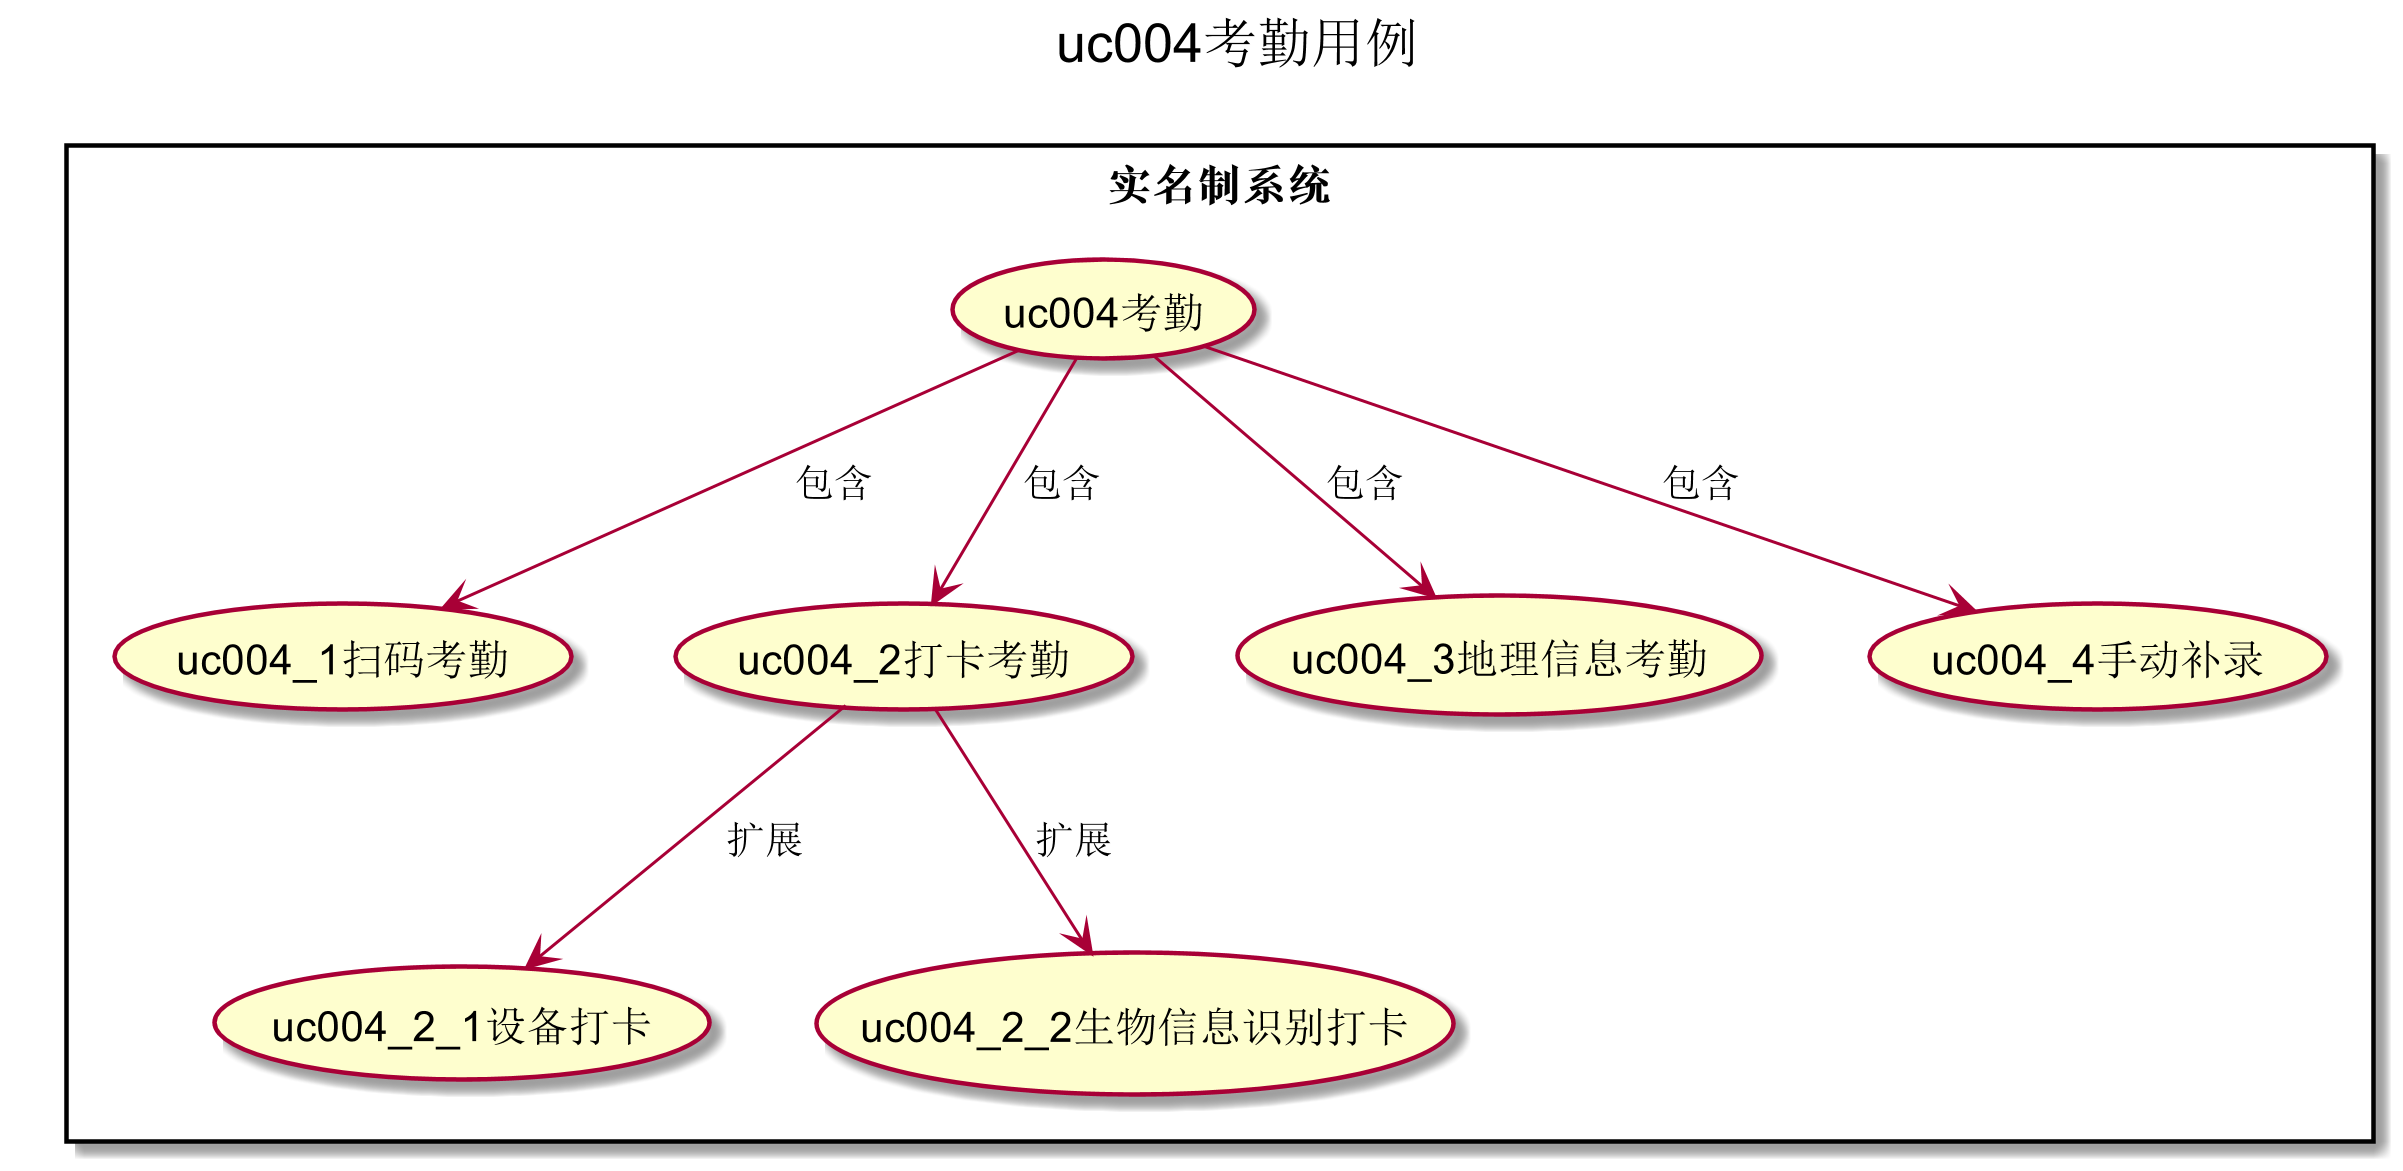 uc004考勤用例
实名制系统
uc004考勤
包含
包含
包含
包含
uc004_1扫码考勤
uc004_2打卡考勤
uc004_3地理信息考勤
uc004_4手动补录
扩展
扩展
uc004_2_1设备打卡
uc004_2_2生物信息识别打卡